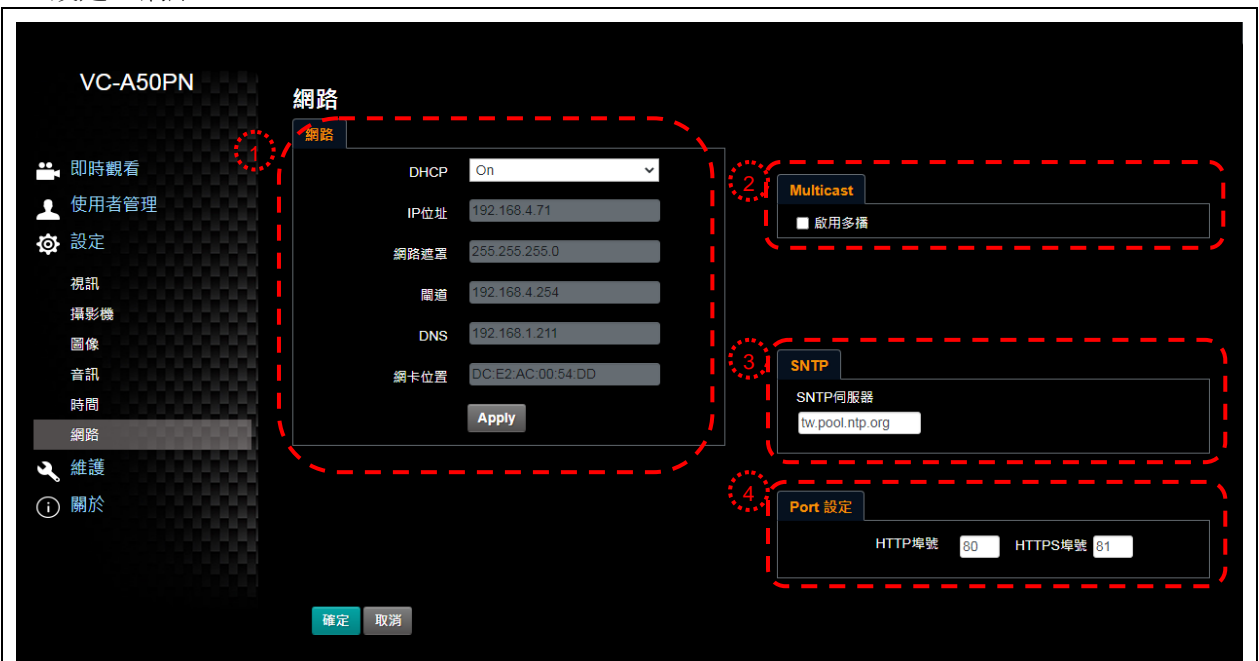 VC-A50PN
即時觀看
使用者管理
設定
視訊
攝影機
圖像
音訊
時間
網路
維護
關於
網路
1
網路
DHCP On
IP位址 192.168.4.71
網路遮罩 255.255.255.0
閘道 192.168.4.254
DNS 192.168.1.211
網卡位置 DC:E2:AC:00:54:DD
Apply
2
Multicast
啟用多播
3
SNTP
SNTP伺服器
tw.pool.ntp.org
4
Port 設定
HTTP埠號 80 HTTPS埠號 81
確定 取消